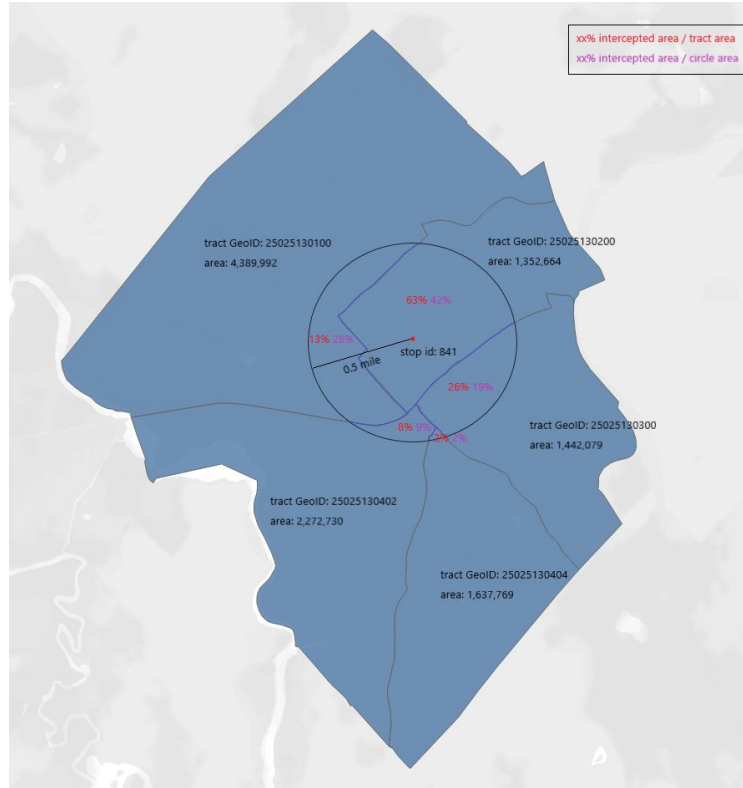 xx% intercepted area / tract area
xx% intercepted area / circle area
tract GeoID: 25025130100
area: 4,389,992
tract GeoID: 25025130200
area: 1,352,664
63% 42%
13% 28%
stop id: 841
0.5 mile
26% 19%
8% 9%
2%
tract GeoID: 25025130300
area: 1,442,079
tract GeoID: 25025130402
area: 2,272,730
tract GeoID: 25025130404
area: 1,637,769